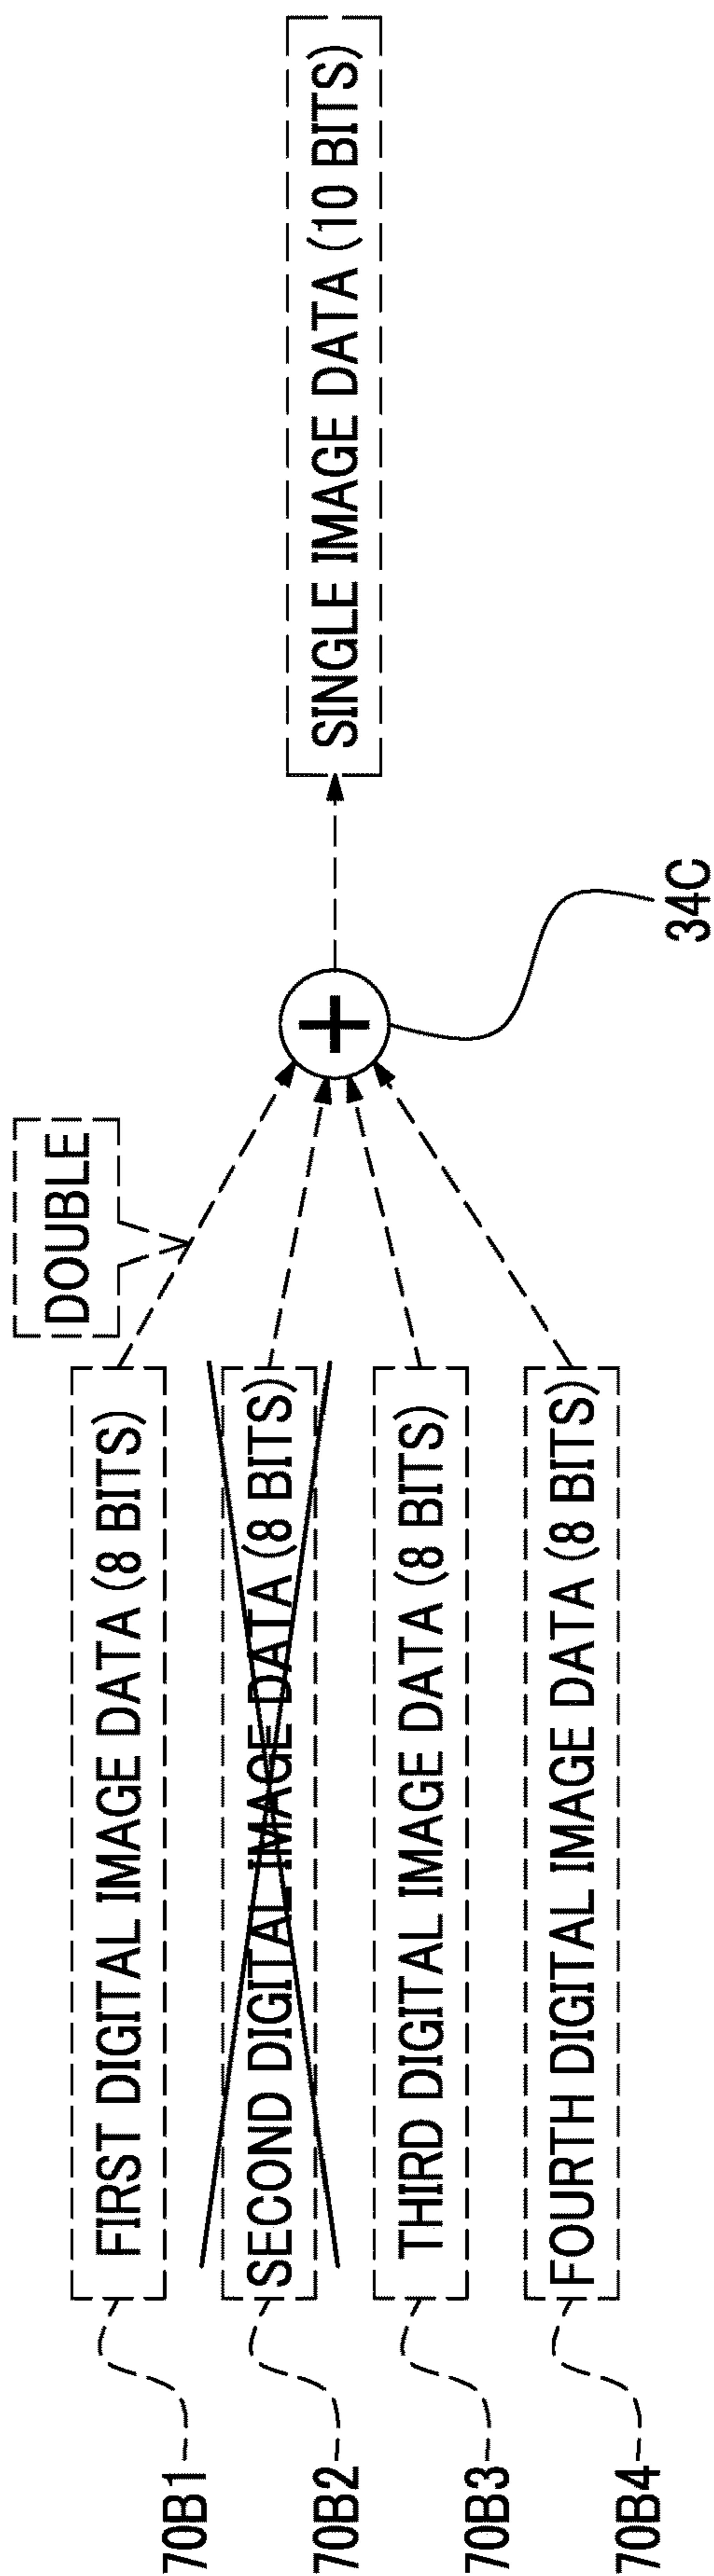 70B1
FIRST DIGITAL IMAGE DATA (8 BITS)
DOUBLE
70B2
SECOND DIGITAL IMAGE DATA (8 BITS)
70B3
THIRD DIGITAL IMAGE DATA (8 BITS)
70B4
FOURTH DIGITAL IMAGE DATA (8 BITS)
+
34C
SINGLE IMAGE DATA (10 BITS)